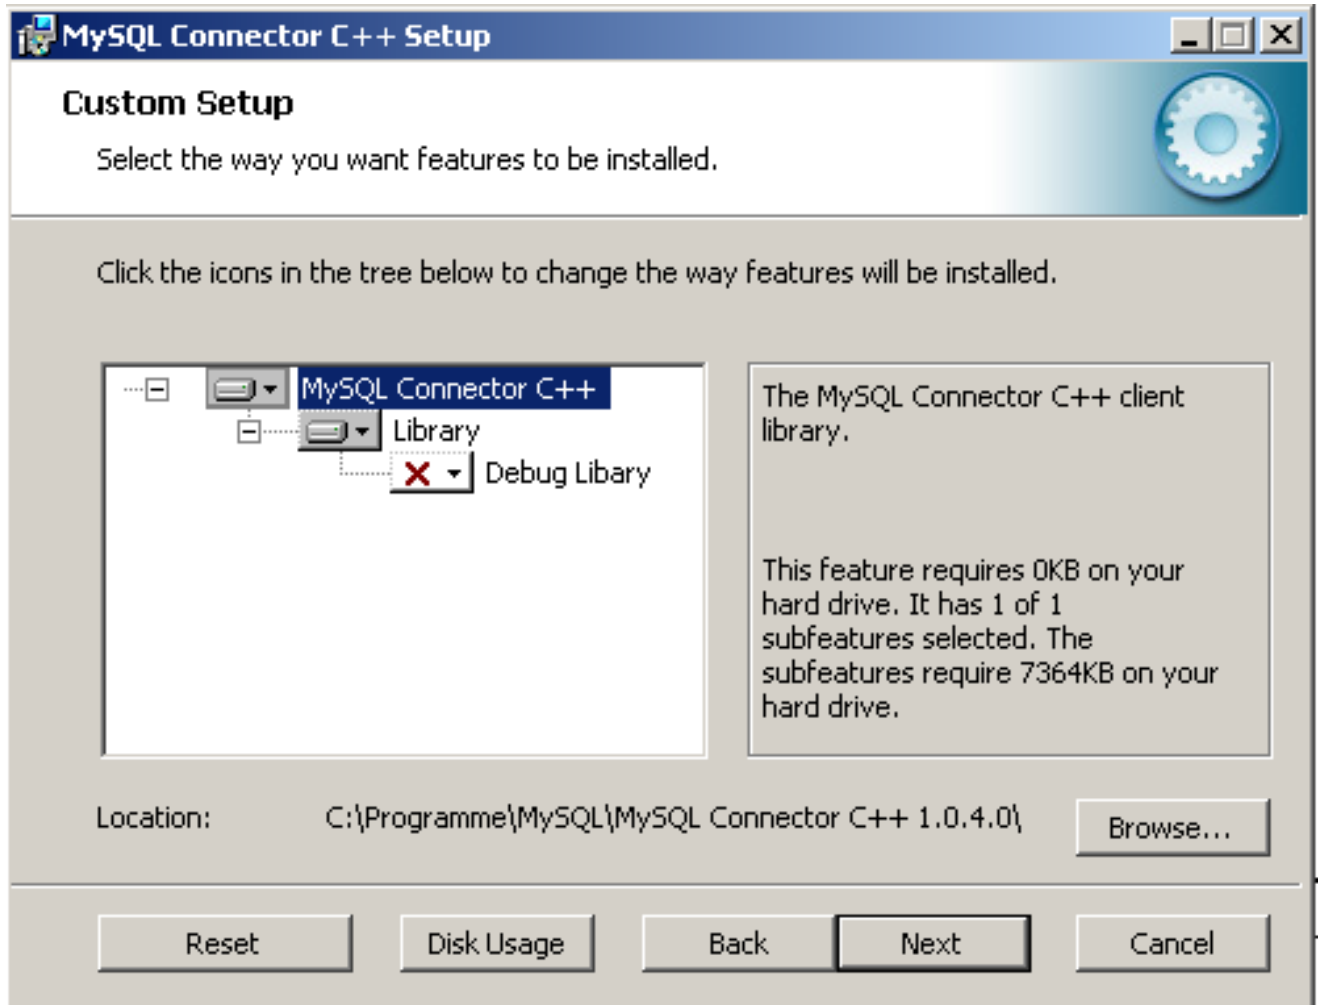 MySQL Connector C++ Setup
Custom Setup
Select the way you want features to be installed.
Click the icons in the tree below to change the way features will be installed.
MySQL Connector C++
Library
Debug Libary
The MySQL Connector C++ client
library.
This feature requires 0KB on your
hard drive. It has 1 of 1
subfeatures selected. The
subfeatures require 7364KB on your
hard drive.
Location: C:\Programme\MySQL\MySQL Connector C++ 1.0.4.0\
Browse...
Reset Disk Usage Back Next Cancel